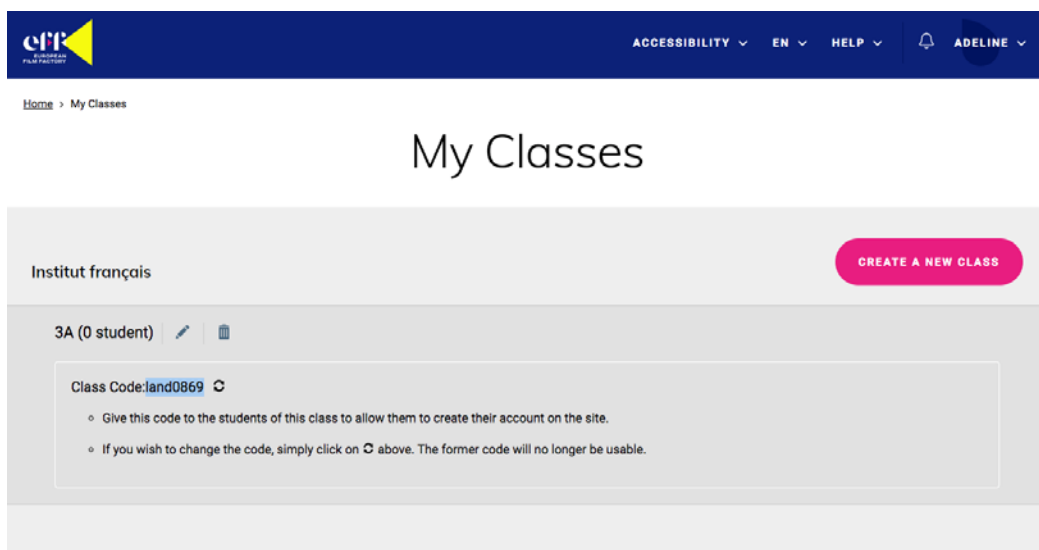 eff
EUROPEAN
FILM FACTORY
ACCESSIBILITY EN HELP ADELINE
Home > My Classes
My Classes
Institut français
CREATE A NEW CLASS
3A (0 student)
Class Code:land0869
Give this code to the students of this class to allow them to create their account on the site.
If you wish to change the code, simply click on above. The former code will no longer be usable.